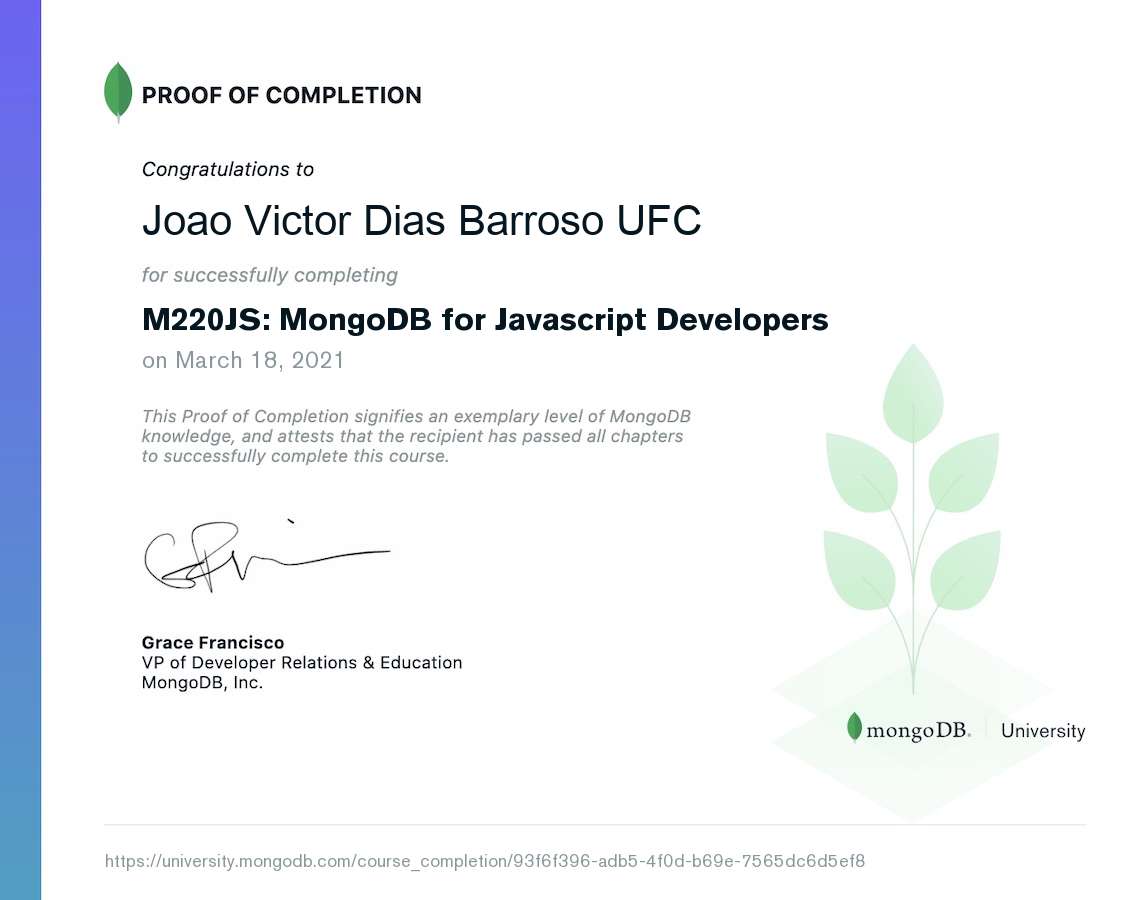 PROOF OF COMPLETION
Congratulations to
Joao Victor Dias Barroso UFC
for successfully completing
M220JS: MongoDB for Javascript Developers
on March 18, 2021
This Proof of Completion signifies an exemplary level of MongoDB
knowledge, and attests that the recipient has passed all chapters
to successfully complete this course.
Grace Francisco
VP of Developer Relations & Education
MongoDB, Inc.
mongoDB. University
https://university.mongodb.com/course_completion/93f6f396-adb5-4f0d-b69e-7565dc6d5ef8